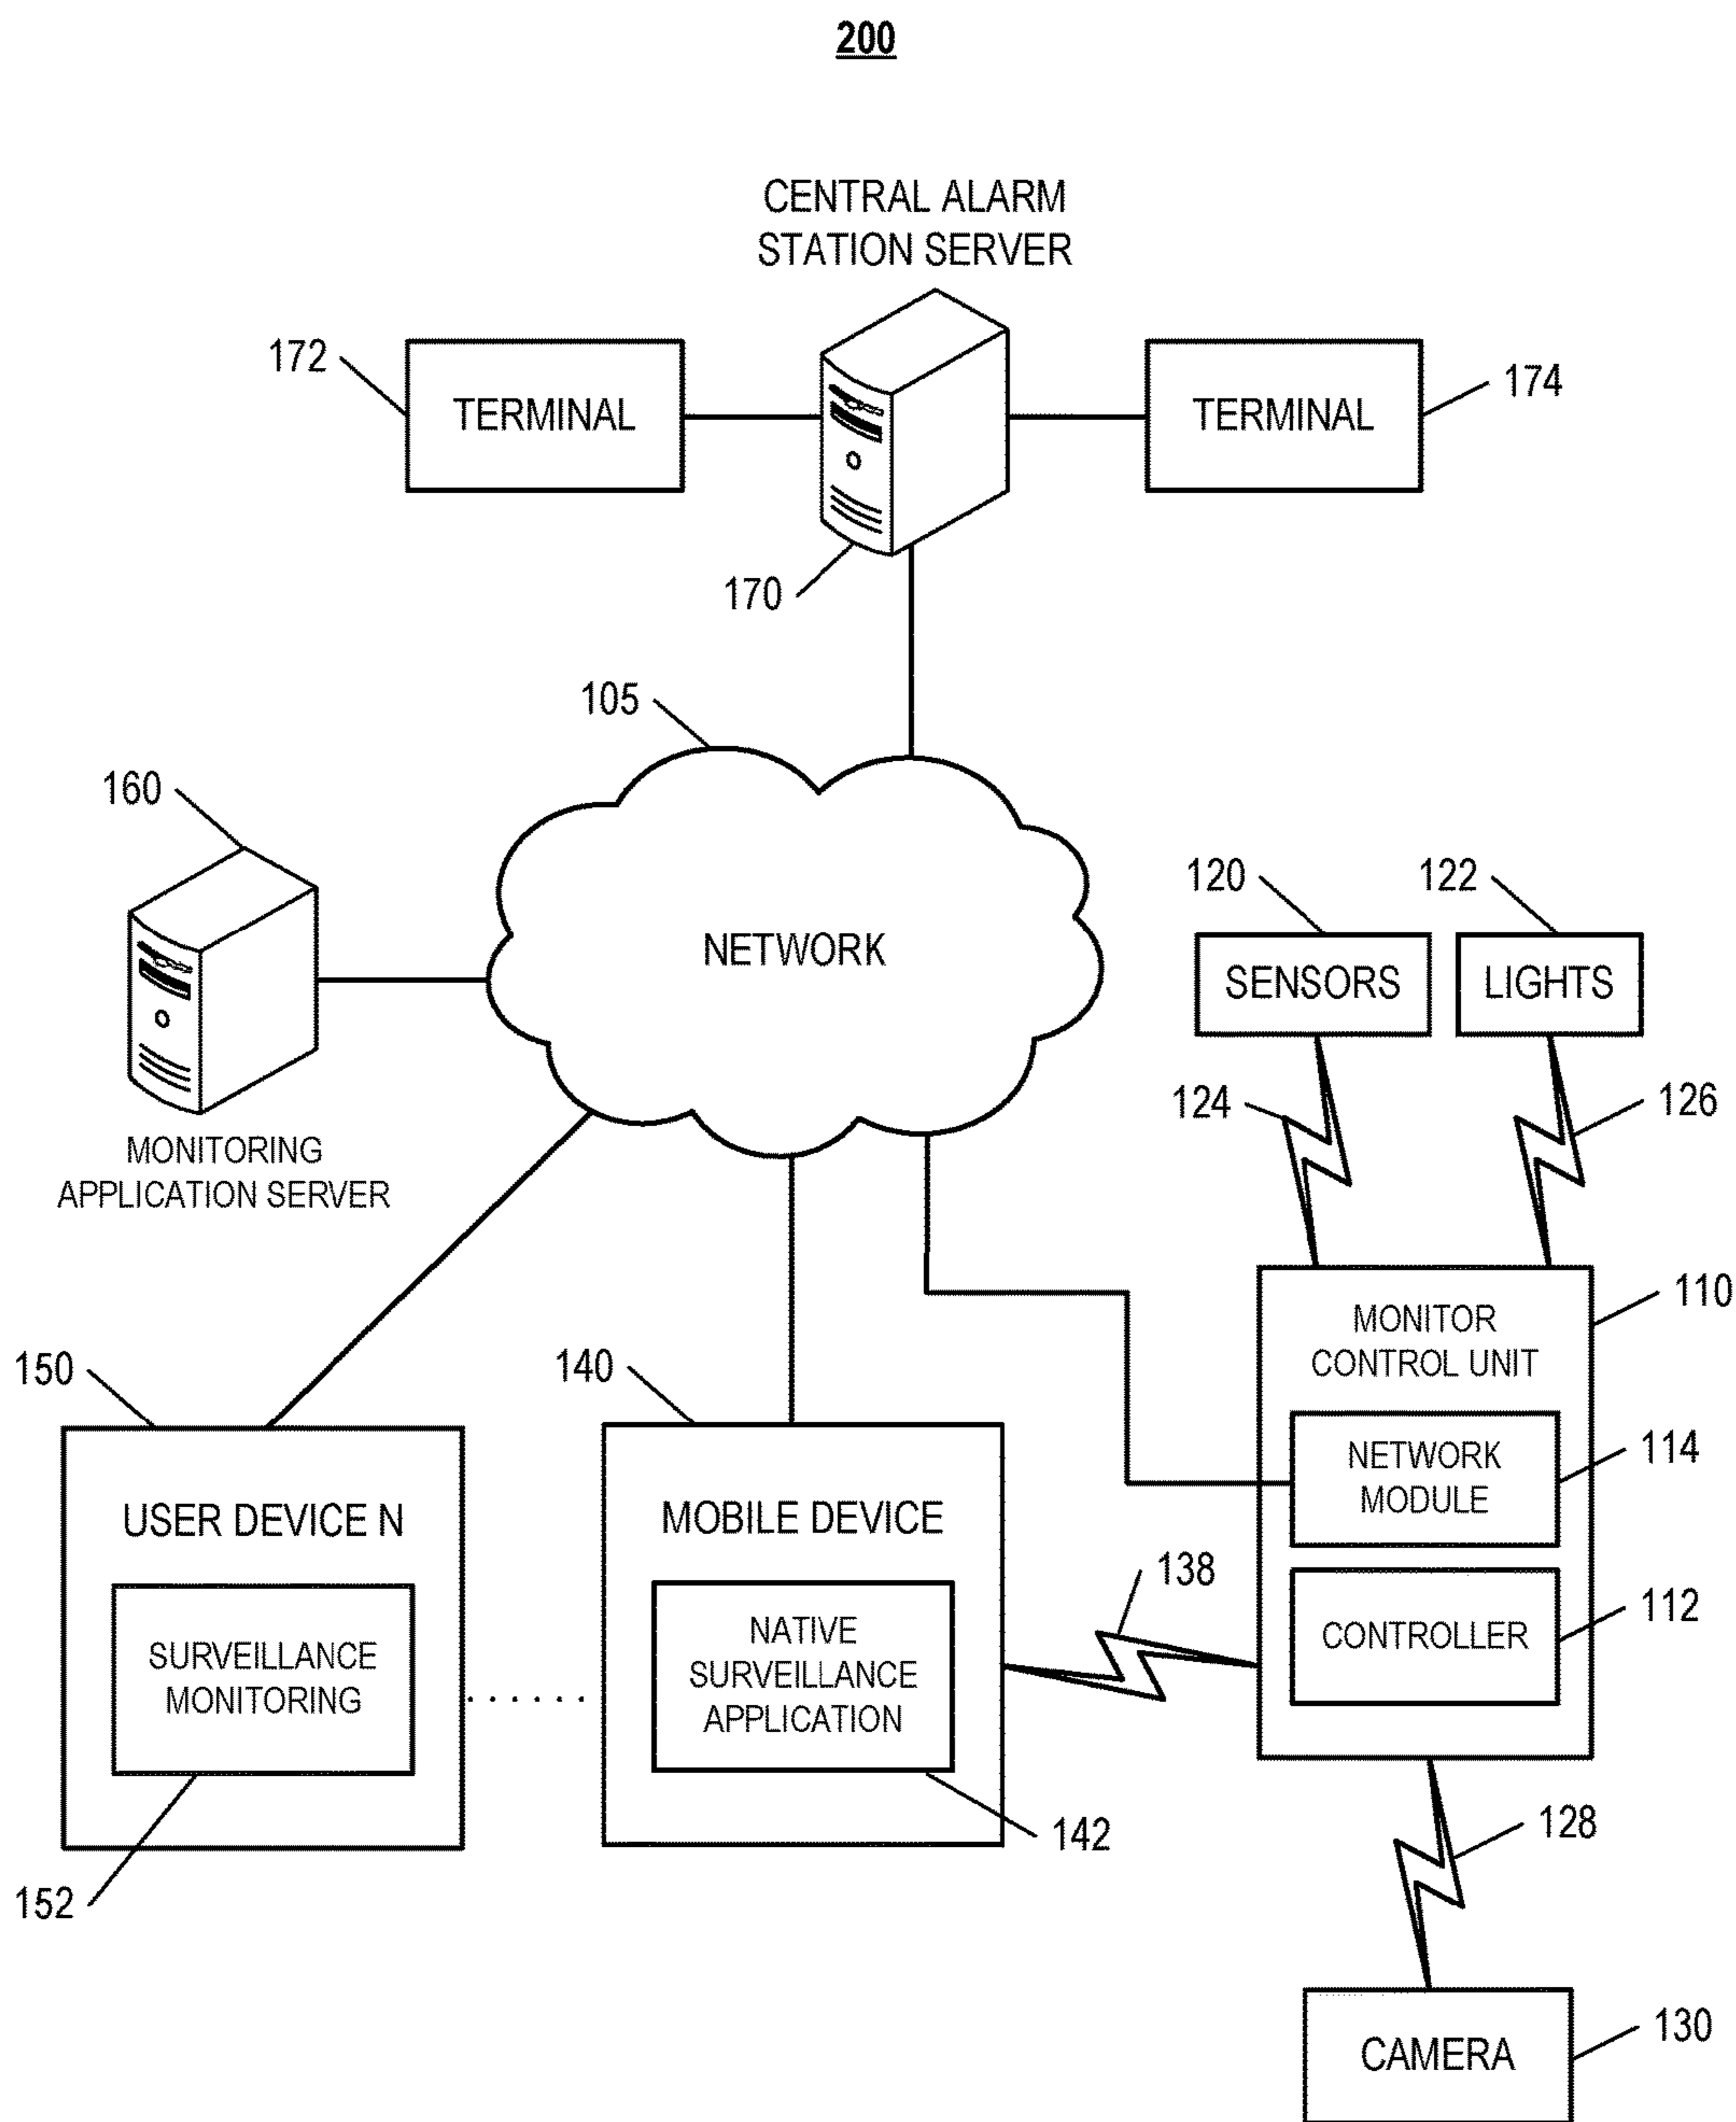 200
CENTRAL ALARM
STATION SERVER
172
TERMINAL
TERMINAL
174
170
105
160
NETWORK
120
122
SENSORS
LIGHTS
124
126
MONITORING
APPLICATION SERVER
110
MONITOR
CONTROL UNIT
150
140
NETWORK
MODULE
114
USER DEVICE N
MOBILE DEVICE
138
CONTROLLER
112
SURVEILLANCE
MONITORING
NATIVE
SURVEILLANCE
APPLICATION
152
142
128
CAMERA
130